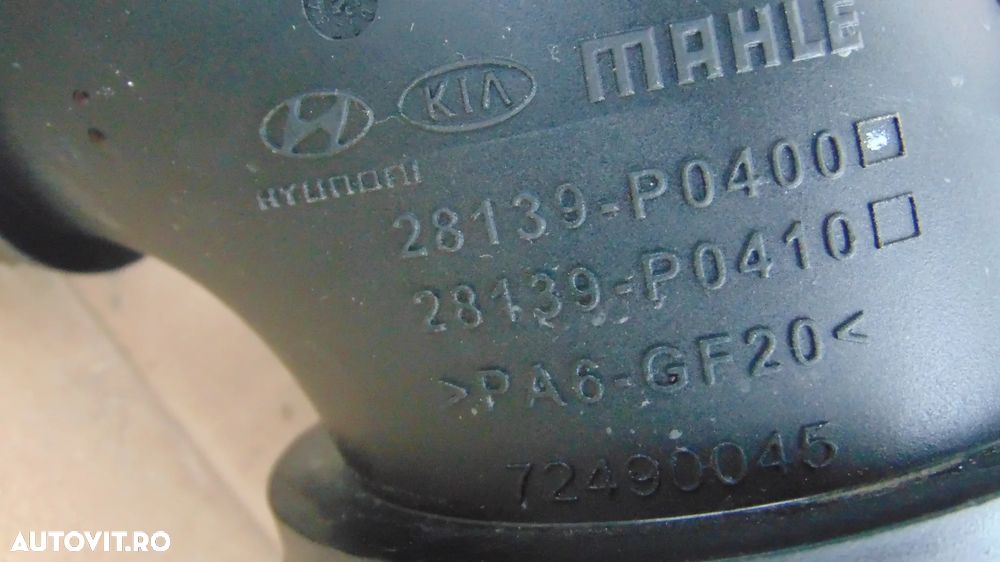 MAHLE
KIA
HYUNDAI
28139-P0400
28139-P0410
>PA6-GF20<
72490045
AUTOVIT.RO